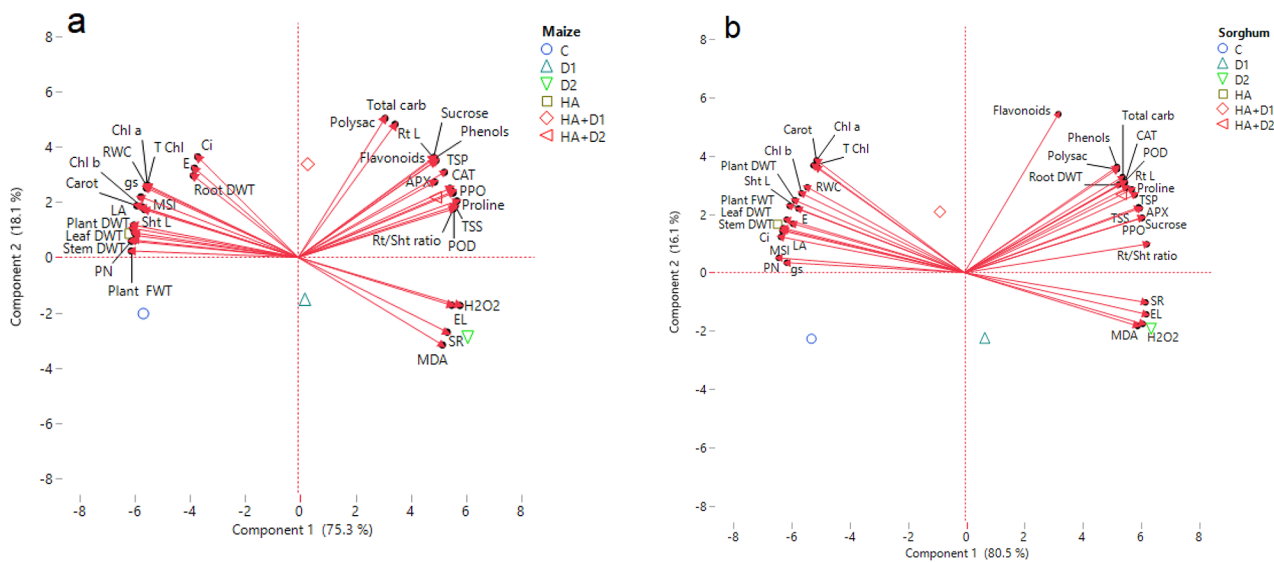 a
Maize
C
D1
D2
HA
HA+D1
HA+D2
Component 2 (18.1 %)
8
6
4
2
0
-2
-4
-6
-8
Total carb
Polysac
Sucrose
Rt L
Phenols
Chl a
Ci
RWC
T Chl
Flavonoids
TSP
Chl b
E
CAT
gs
Root DWT
APX
PPO
Carot
MSI
Proline
LA
Plant DWT
Sht L
TSS
Leaf DWT
Rt/Sht ratio
Stem DWT
POD
PN
Plant FWT
H2O2
EL
SR
MDA
-8
-6
-4
-2
0
2
4
6
8
Component 1 (75.3 %)
b
Sorghum
C
D1
D2
HA
HA+D1
HA+D2
Component 2 (16.1 %)
8
6
4
2
0
-2
-4
-6
-8
Flavonoids
Total carb
Carot
Chl a
CAT
Phenols
Chl b
T Chl
POD
Polysac
Plant DWT
Rt L
Root DWT
Sht L
RWC
Proline
Plant FWT
TSP
Leaf DWT
E
APX
TSS
Stem DWT
Sucrose
PPO
Ci
LA
MSI
Rt/Sht ratio
PN
gs
SR
EL
MDA
H2O2
-8
-6
-4
-2
0
2
4
6
8
Component 1 (80.5 %)